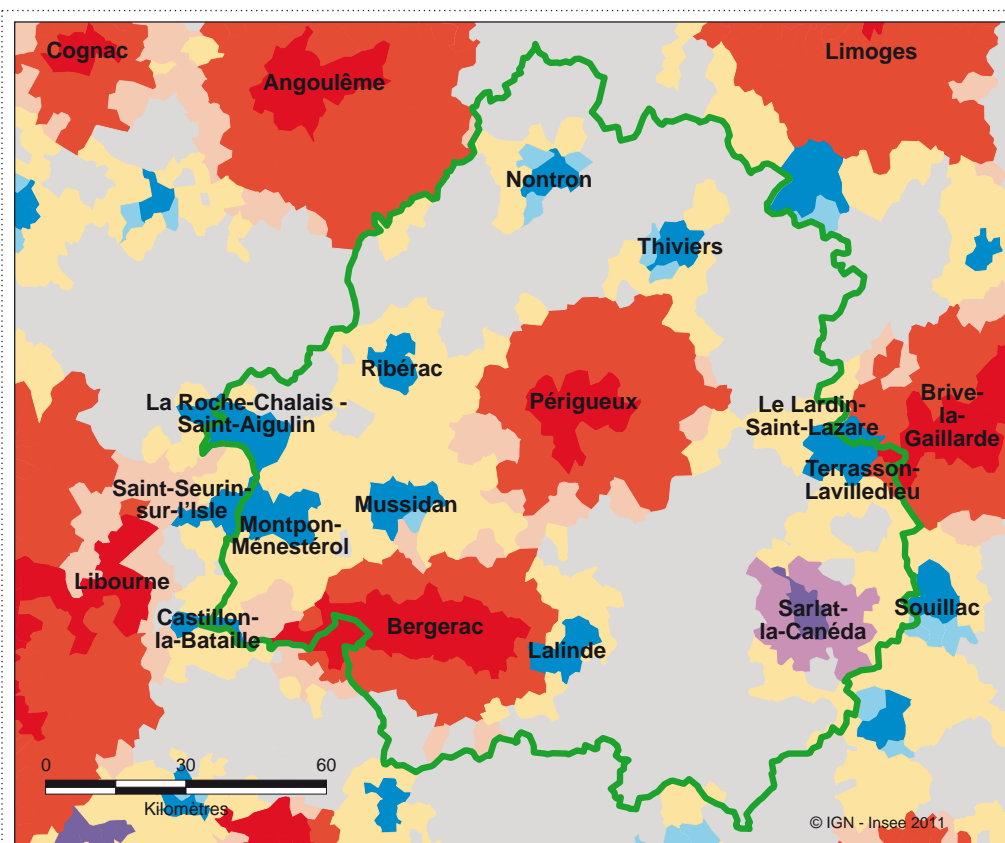 Cognac
Limoges
Angoulême
Nontron
Thiviers
Ribérac
La Roche-Chalais -
Saint-Aigulin
Périgueux
Le Lardin-
Saint-Lazare
Brive-
la-
Gaillarde
Terrasson-
Lavilledieu
Saint-Seurin-
sur-l'Isle
Montpon-
Ménestérol
Mussidan
Libourne
Castillon-
la-Bataille
Bergerac
Lalinde
Sarlat-
la-Canéda
Souillac
0 30 60
Kilomètres
© IGN - Insee 2011